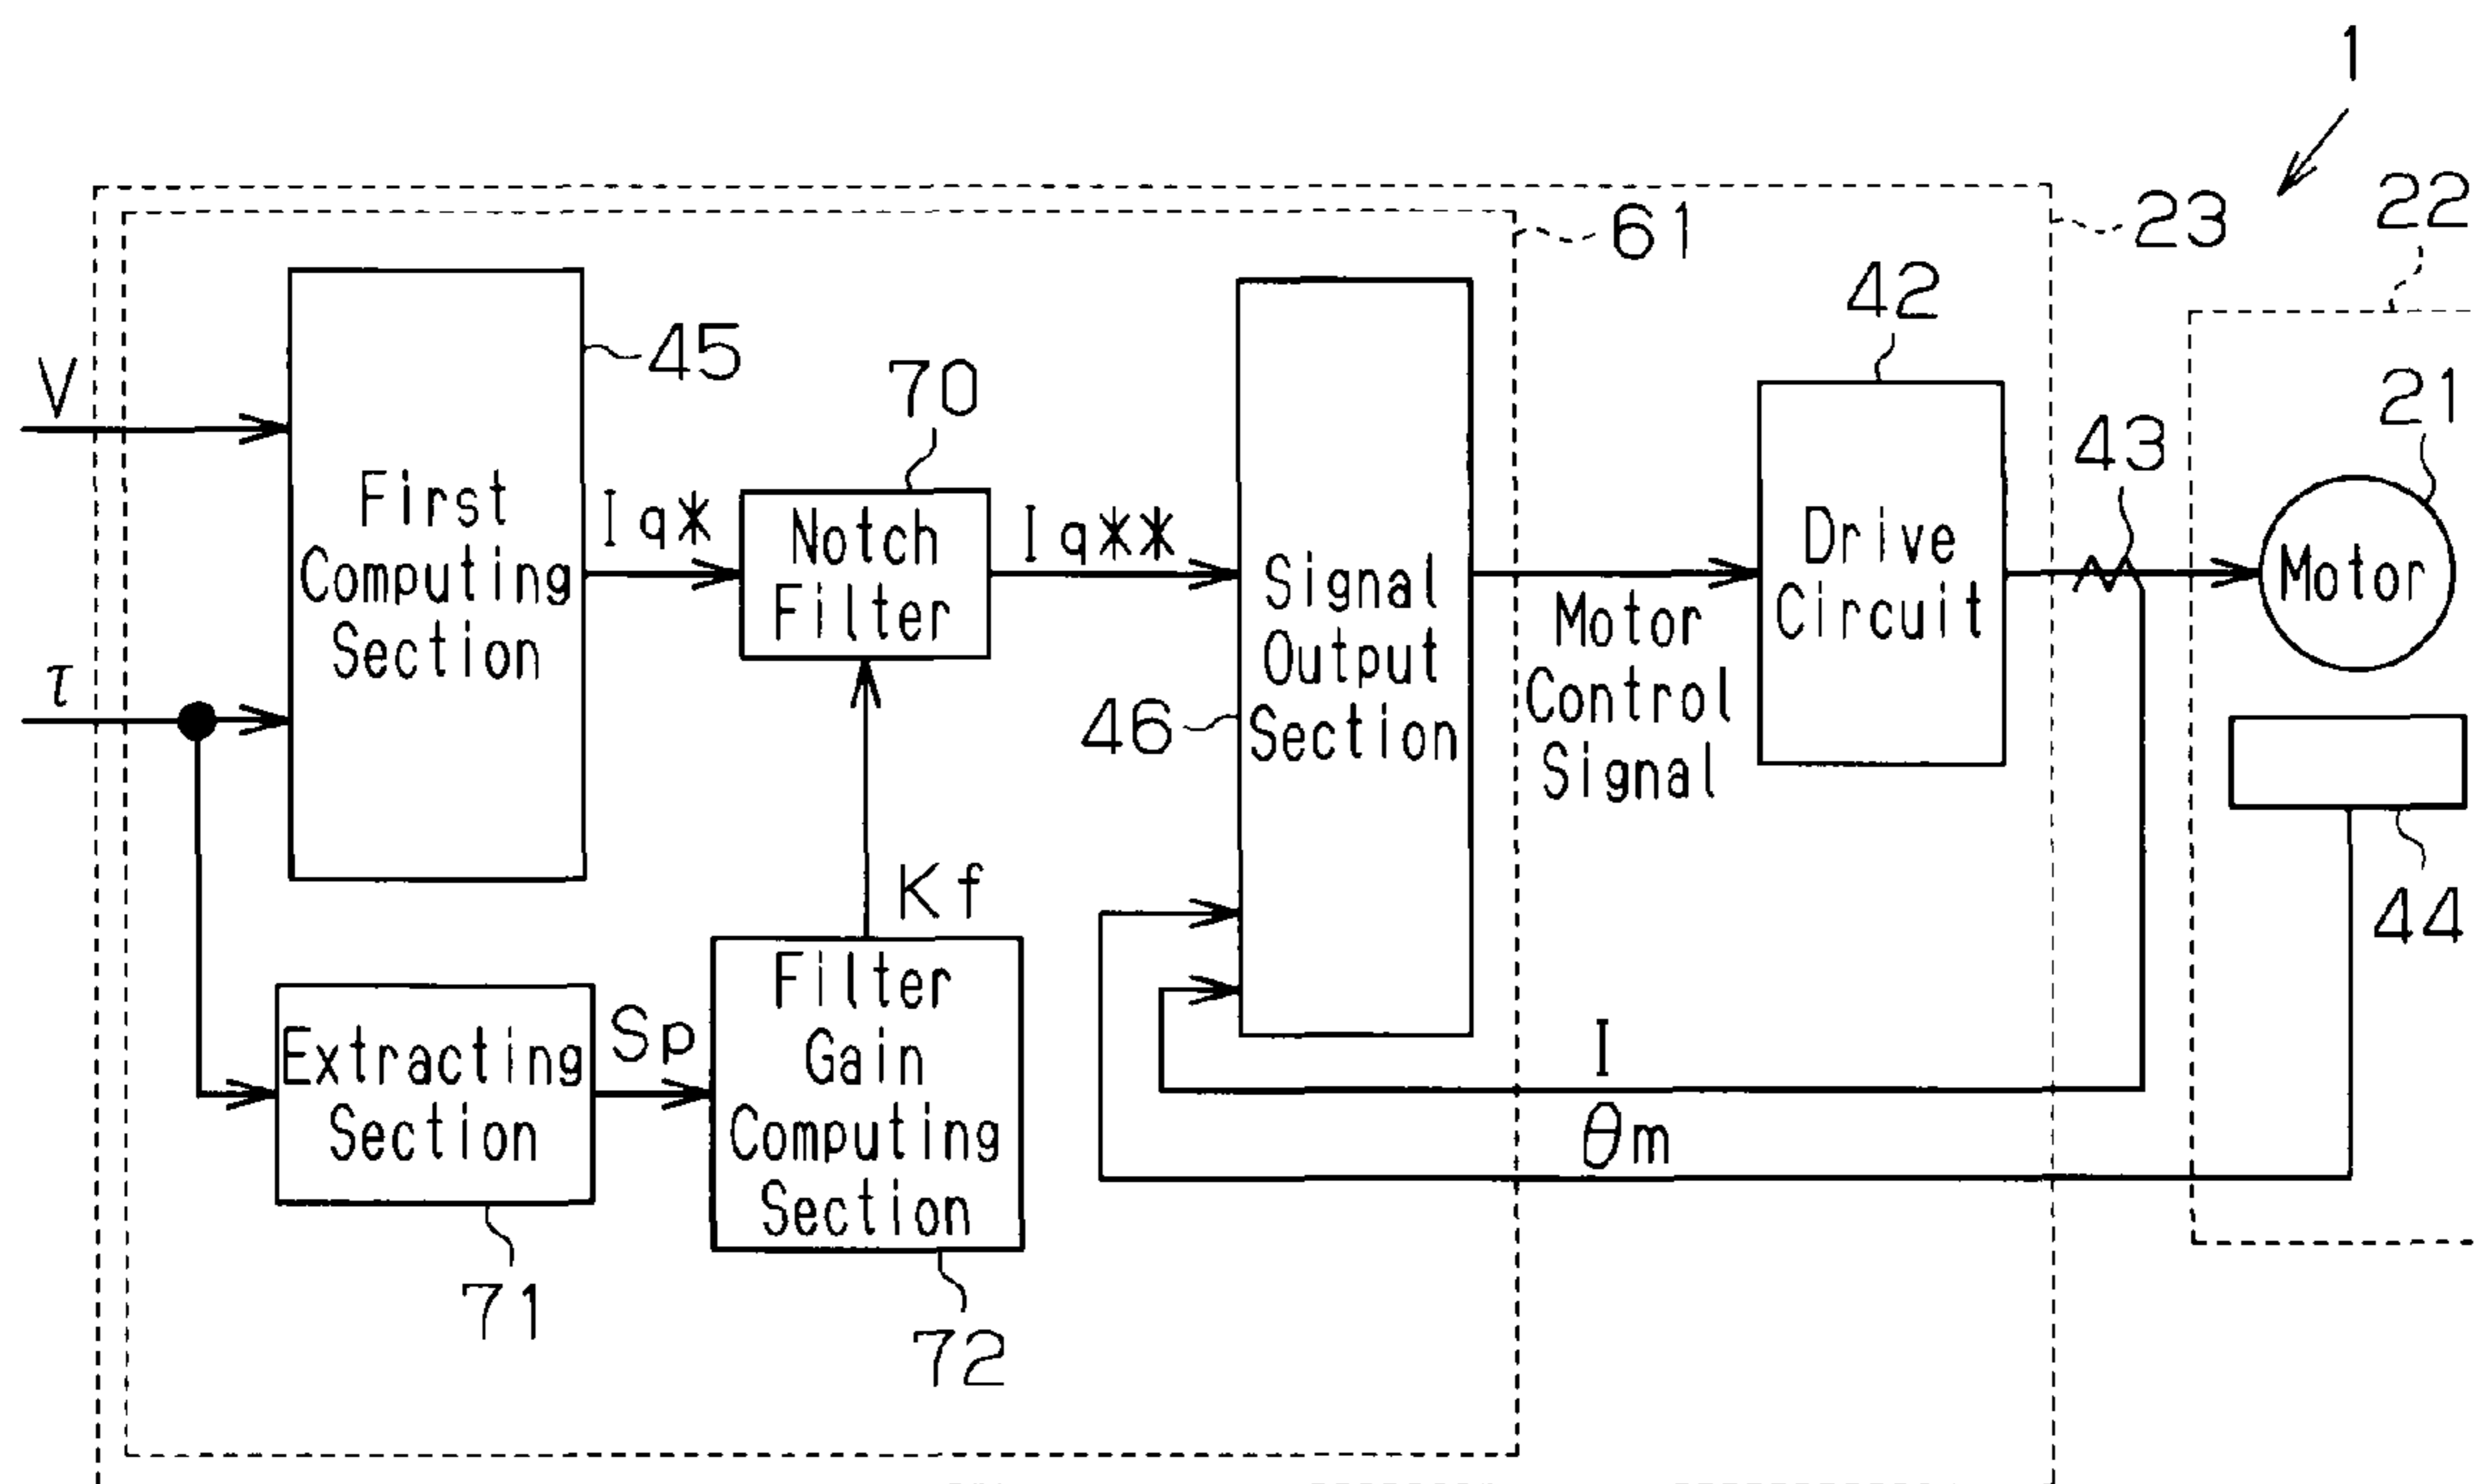 1
22
23
61
42
45
43
21
V
70
First
Computing
Section
Iq*
Notch
Filter
Iq**
Signal
Output
Section
Drive
Circuit
Motor
Motor
Control
Signal
τ
46
44
Kf
Extracting
Section
Sp
Filter
Gain
Computing
Section
I
θm
71
72